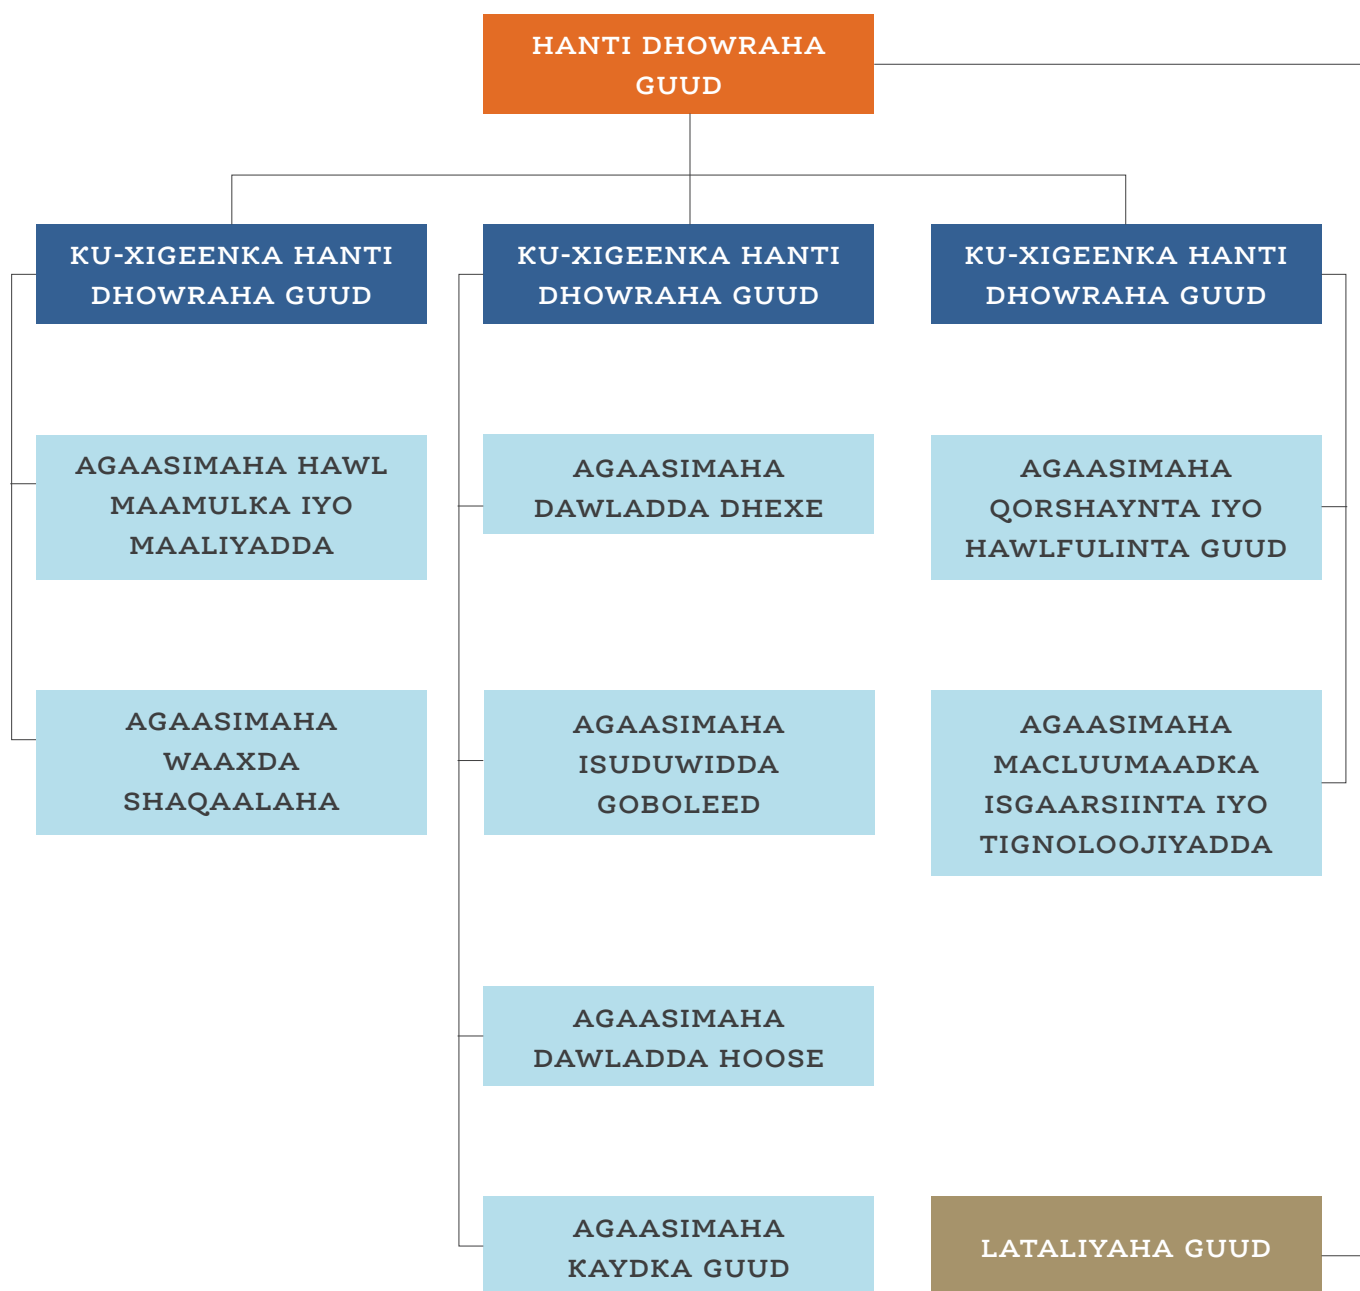 HANTI DHOWRAHA
GUUD
KU-XIGEENKA HANTI
DHOWRAHA GUUD
KU-XIGEENKA HANTI
DHOWRAHA GUUD
KU-XIGEENKA HANTI
DHOWRAHA GUUD
AGAASIMAHA HAWL
MAAMULKA IYO
MAALIYADDA
AGAASIMAHA
DAWLADDA DHEXE
AGAASIMAHA
QORSHAYNTA IYO
HAWLFULINTA GUUD
AGAASIMAHA
WAAXDA
SHAQAALAHA
AGAASIMAHA
ISUDUWIDDA
GOBOLEED
AGAASIMAHA
MACLUUMAADKA
ISGAARSIINTA IYO
TIGNOLOOJIYADDA
AGAASIMAHA
DAWLADDA HOOSE
AGAASIMAHA
KAYDKA GUUD
LATALIYAHA GUUD